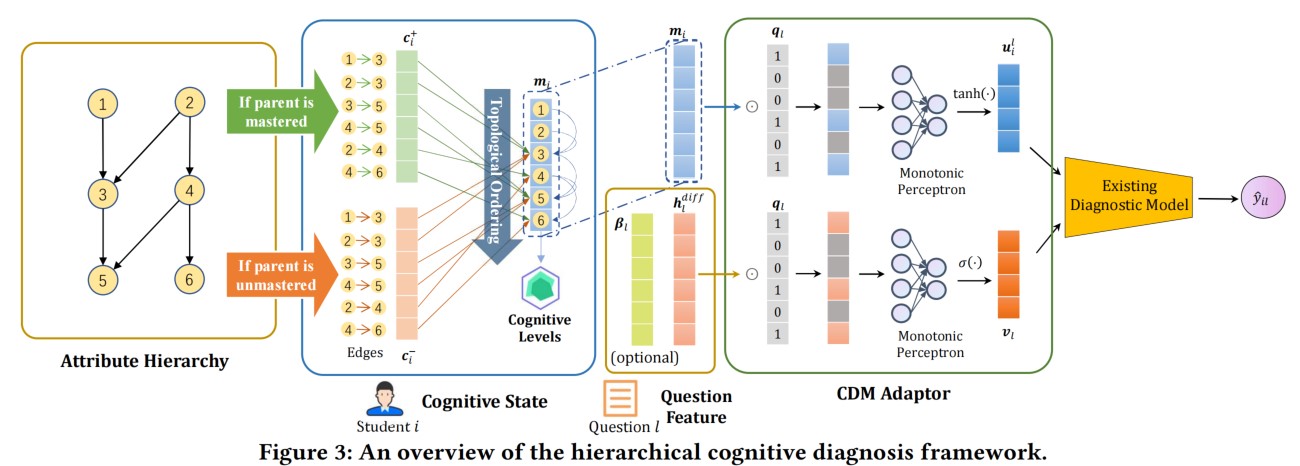 1
2
3
4
5
6
Attribute Hierarchy
If parent is
mastered
If parent is
unmastered
c_i^+
1 → 3
2 → 3
3 → 5
4 → 5
2 → 4
4 → 6
1 → 3
2 → 3
3 → 5
4 → 5
2 → 4
4 → 6
Edges
c_i^-
Topological Ordering
m_i
1
2
3
4
5
6
Cognitive
Levels
Student i
Cognitive State
m_i
β_l
h_l^{diff}
(optional)
Question l
Question
Feature
q_l
1
0
0
1
0
1
⊙
Monotonic
Perceptron
tanh(·)
u_i^l
q_l
1
0
0
1
0
1
⊙
Monotonic
Perceptron
σ(·)
v_l
CDM Adaptor
Existing
Diagnostic Model
ŷ_{il}
Figure 3: An overview of the hierarchical cognitive diagnosis framework.